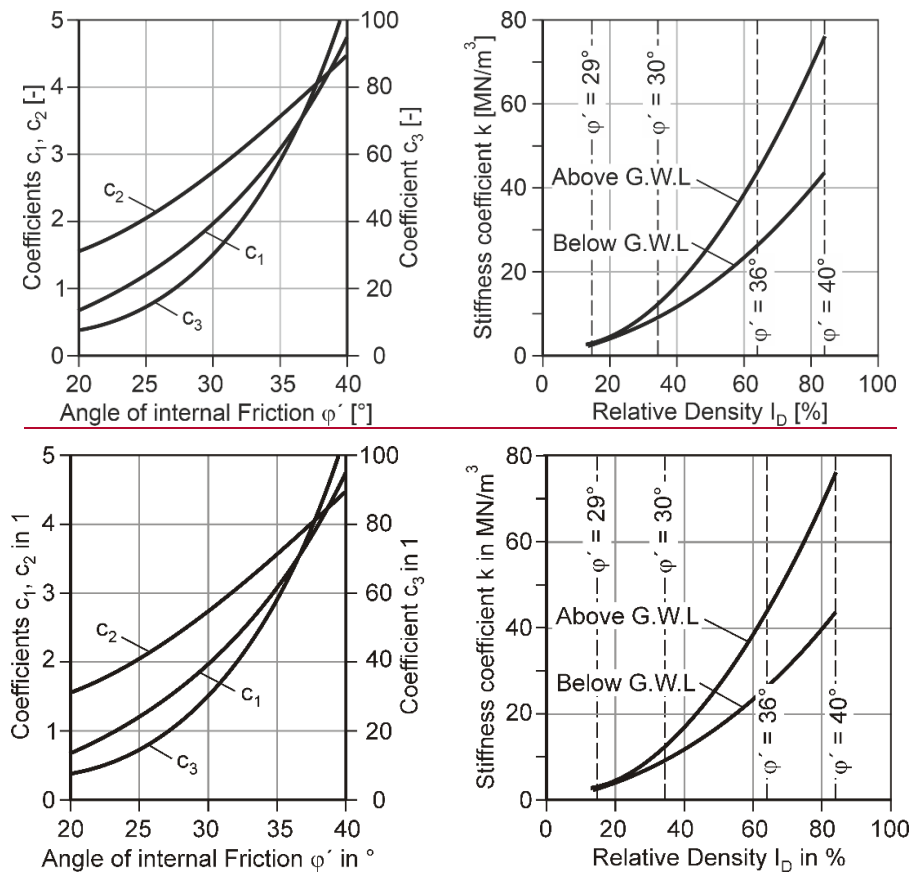 Coefficients c1, c2 [-]
5
4
3
2
1
0
100
80
60
40
20
0
Coefficient c3 [-]
c2
c1
c3
20 25 30 35 40
Angle of internal Friction φ´ [°]
Stiffness coefficient k [MN/m³]
80
60
40
20
0
φ´ = 29°
φ´ = 30°
Above G.W.L
Below G.W.L
φ´ = 36°
φ´ = 40°
0 20 40 60 80 100
Relative Density ID [%]
Coefficients c1, c2 in 1
5
4
3
2
1
0
100
80
60
40
20
0
Coefficient c3 in 1
c2
c1
c3
20 25 30 35 40
Angle of internal Friction φ´ in °
Stiffness coefficient k in MN/m³
80
60
40
20
0
φ´ = 29°
φ´ = 30°
Above G.W.L
Below G.W.L
φ´ = 36°
φ´ = 40°
0 20 40 60 80 100
Relative Density ID in %